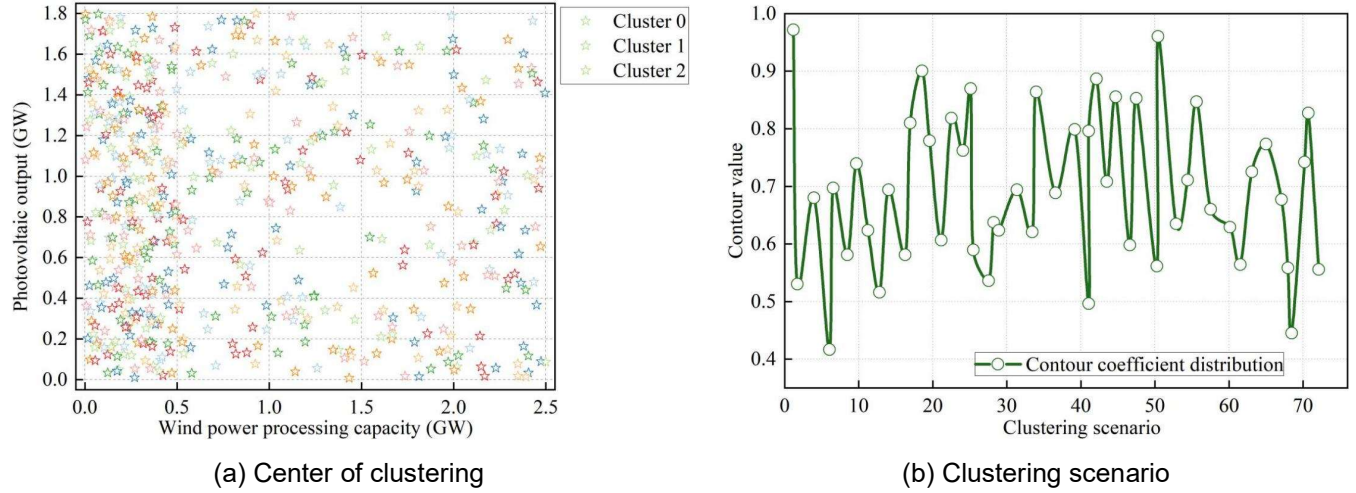 1.8
1.6
1.4
1.2
1.0
0.8
0.6
0.4
0.2
0.0
Photovoltaic output (GW)
0.0 0.5 1.0 1.5 2.0 2.5
Wind power processing capacity (GW)
Cluster 0
Cluster 1
Cluster 2
(a) Center of clustering
1.0
0.9
0.8
0.7
0.6
0.5
0.4
Contour value
Contour coefficient distribution
0 10 20 30 40 50 60 70
Clustering scenario
(b) Clustering scenario